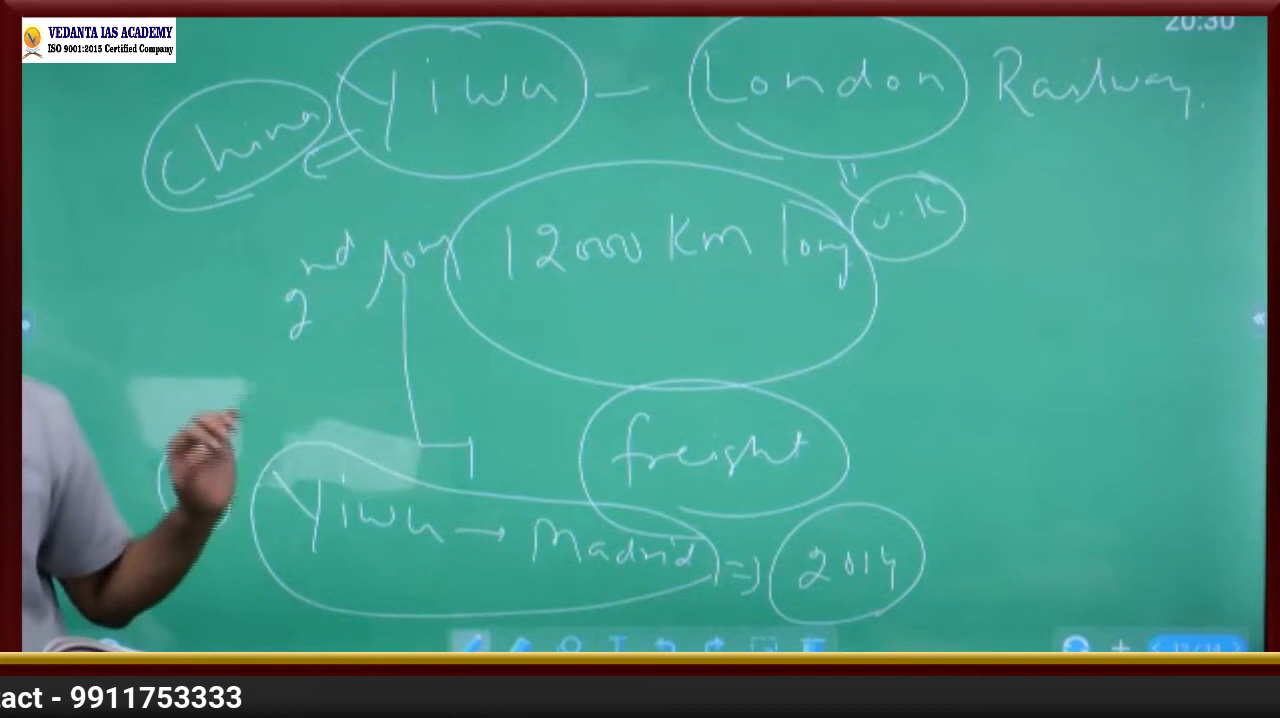 VEDANTA IAS ACADEMY
ISO 9001:2015 Certified Company
20:30
China Yiwu - London Railway.
U.K
2nd long 12000 km long
freight
Yiwu → Madrid => 2014
tact - 9911753333